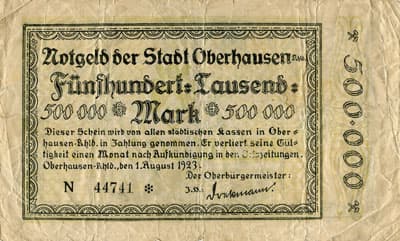 Notgeld der Stadt Oberhausen Rhld.
Fünfhundert=Tausend=
500 000 Mark 500 000
Dieser Schein wird von allen städtischen Kassen in Ober=
hausen-Rhld. in Zahlung genommen. Er verliert seine Gül=
tigkeit einen Monat nach Aufkündigung in den Ortszeitungen.
Oberhausen-Rhld., den 1. August 1923.
Der Oberbürgermeister:
N 44741 * J.V.:
* 500.000 *